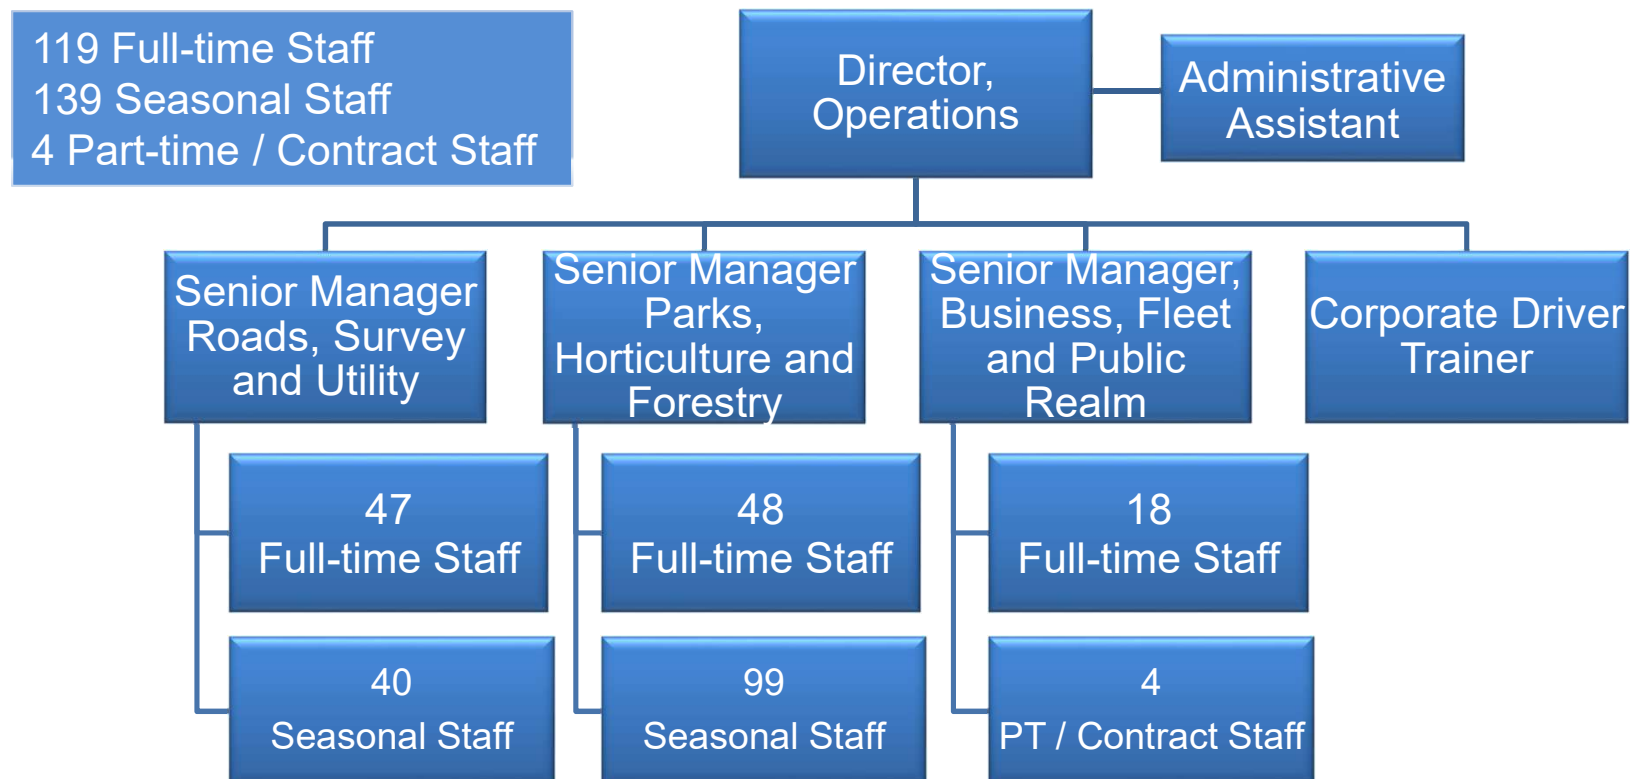 119 Full-time Staff
139 Seasonal Staff
4 Part-time / Contract Staff
Director,
Operations
Administrative
Assistant
Senior Manager
Roads, Survey
and Utility
Senior Manager
Parks,
Horticulture and
Forestry
Senior Manager,
Business, Fleet
and Public
Realm
Corporate Driver
Trainer
47
Full-time Staff
48
Full-time Staff
18
Full-time Staff
40
Seasonal Staff
99
Seasonal Staff
4
PT / Contract Staff